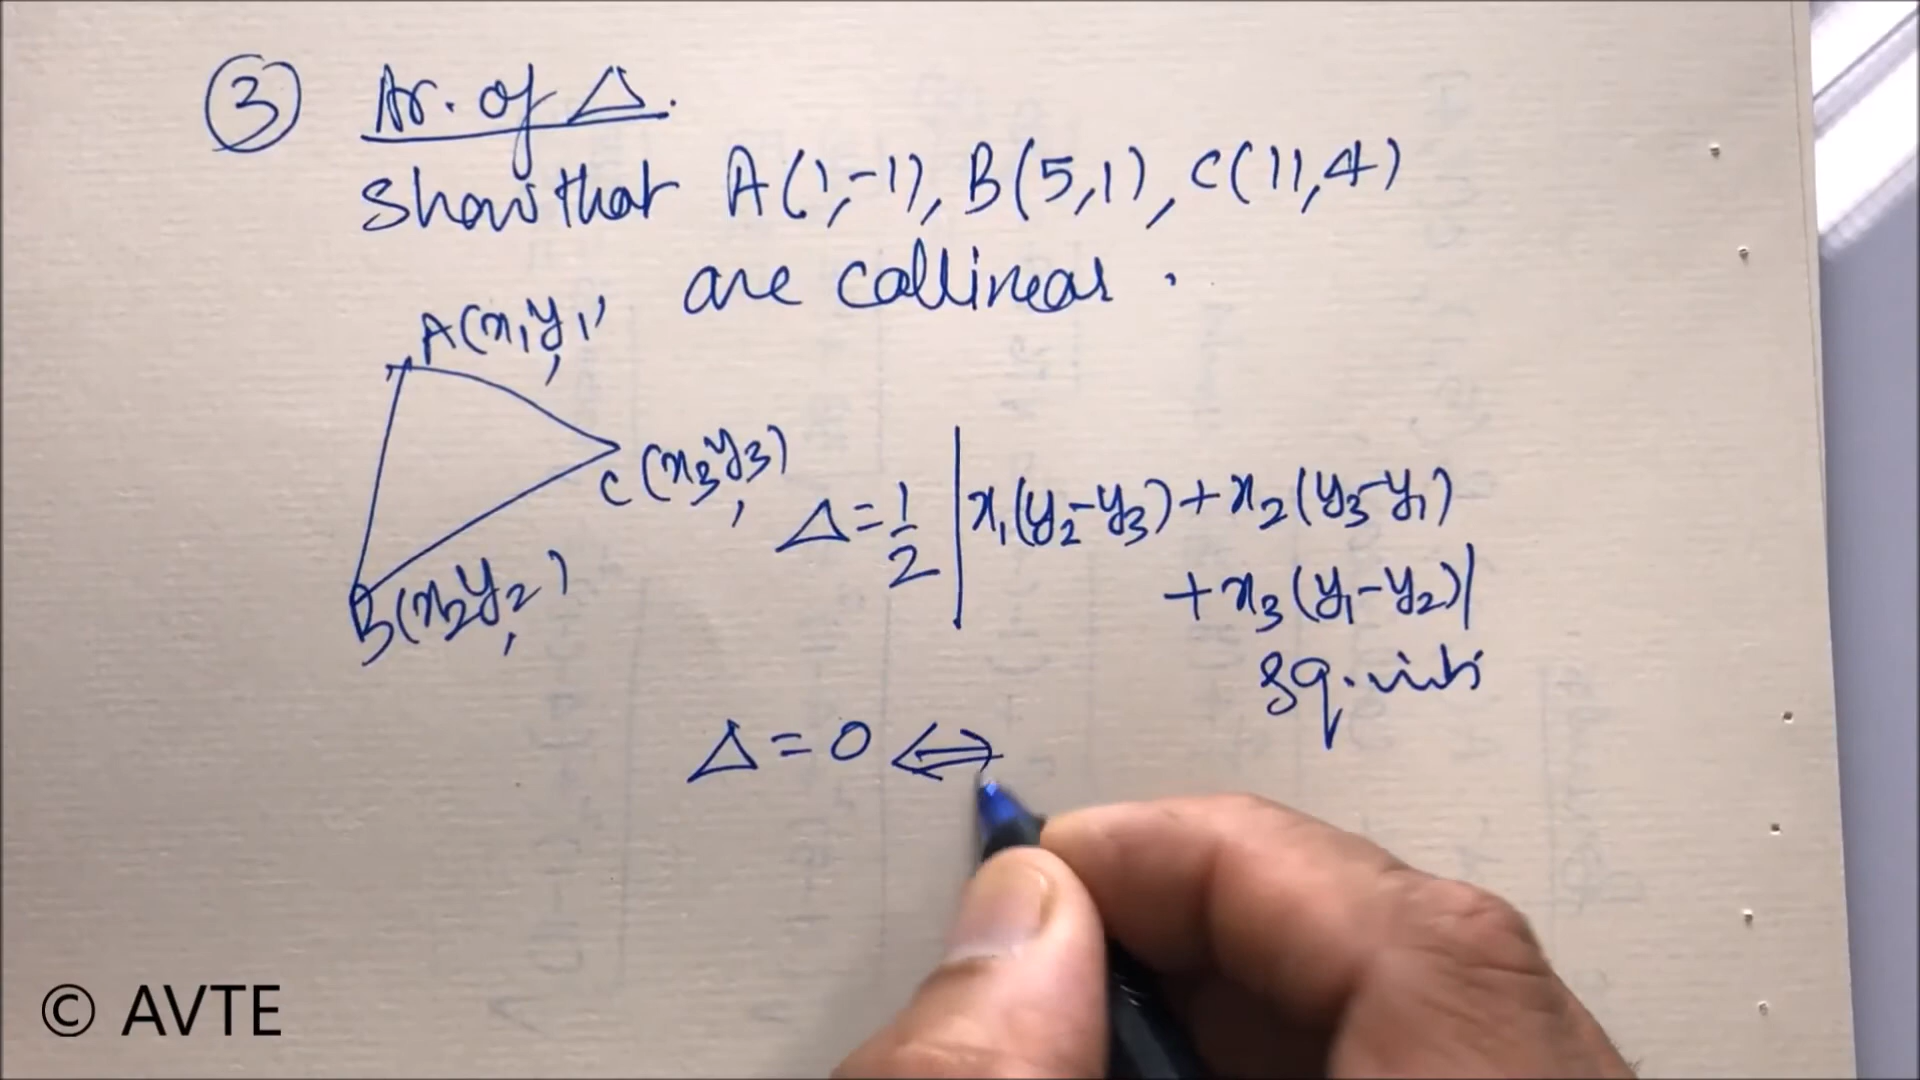 ③ Ar. of △.
Show that A(1,-1), B(5,1), C(11,4)
are collinear.
A(x₁,y₁)
C(x₃,y₃)
B(x₂,y₂)
△=1/2 |x₁(y₂-y₃)+x₂(y₃-y₁)
+x₃(y₁-y₂)|
sq. units
△=0 ⇔
© AVTE